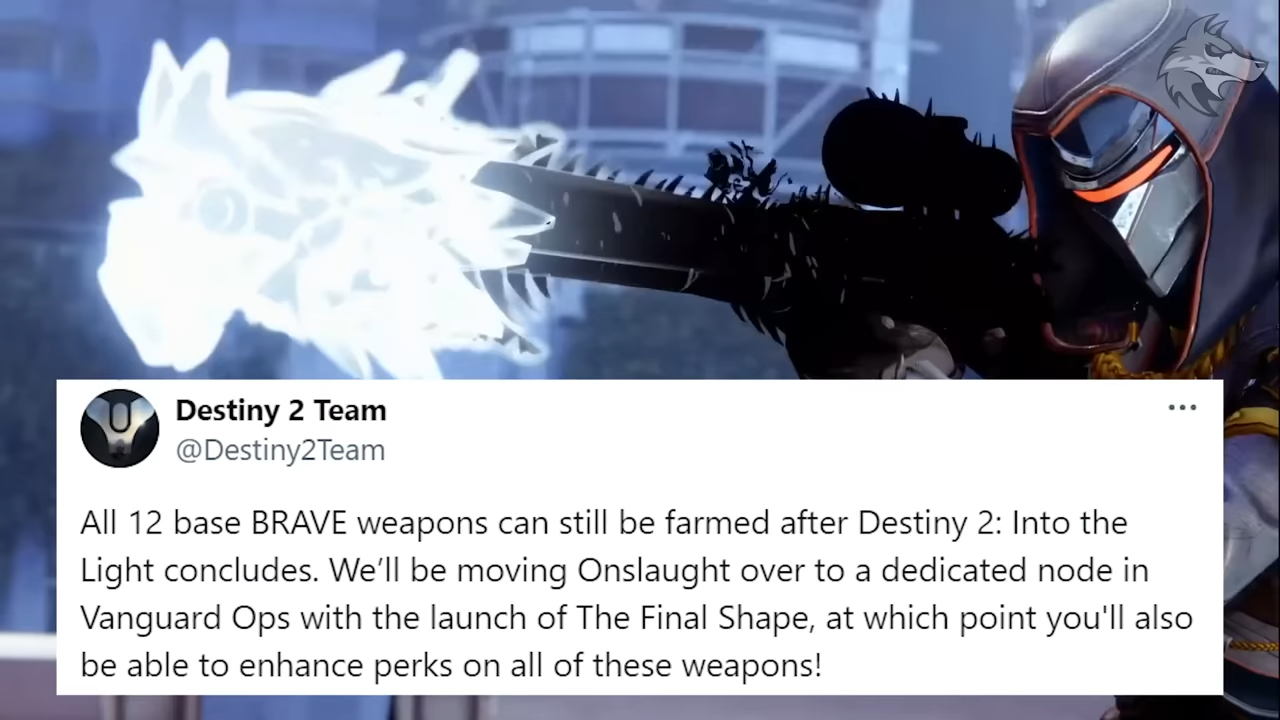 Destiny 2 Team
@Destiny2Team
All 12 base BRAVE weapons can still be farmed after Destiny 2: Into the
Light concludes. We’ll be moving Onslaught over to a dedicated node in
Vanguard Ops with the launch of The Final Shape, at which point you'll also
be able to enhance perks on all of these weapons!